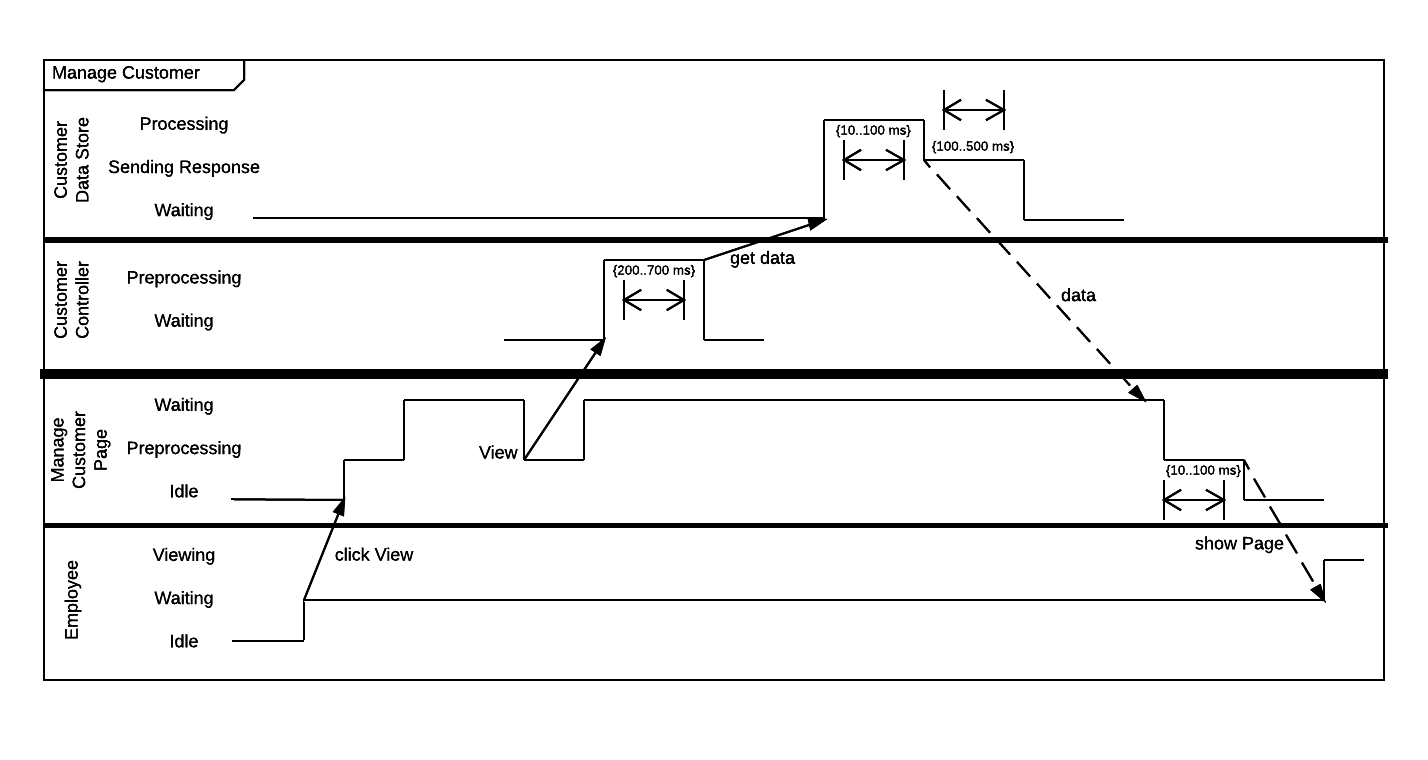 Manage Customer
Customer
Data Store
Processing
Sending Response
Waiting
{10..100 ms}
{100..500 ms}
get data
Customer
Controller
Preprocessing
Waiting
{200..700 ms}
data
Manage
Customer
Page
Waiting
Preprocessing
Idle
View
{10..100 ms}
click View
show Page
Employee
Viewing
Waiting
Idle